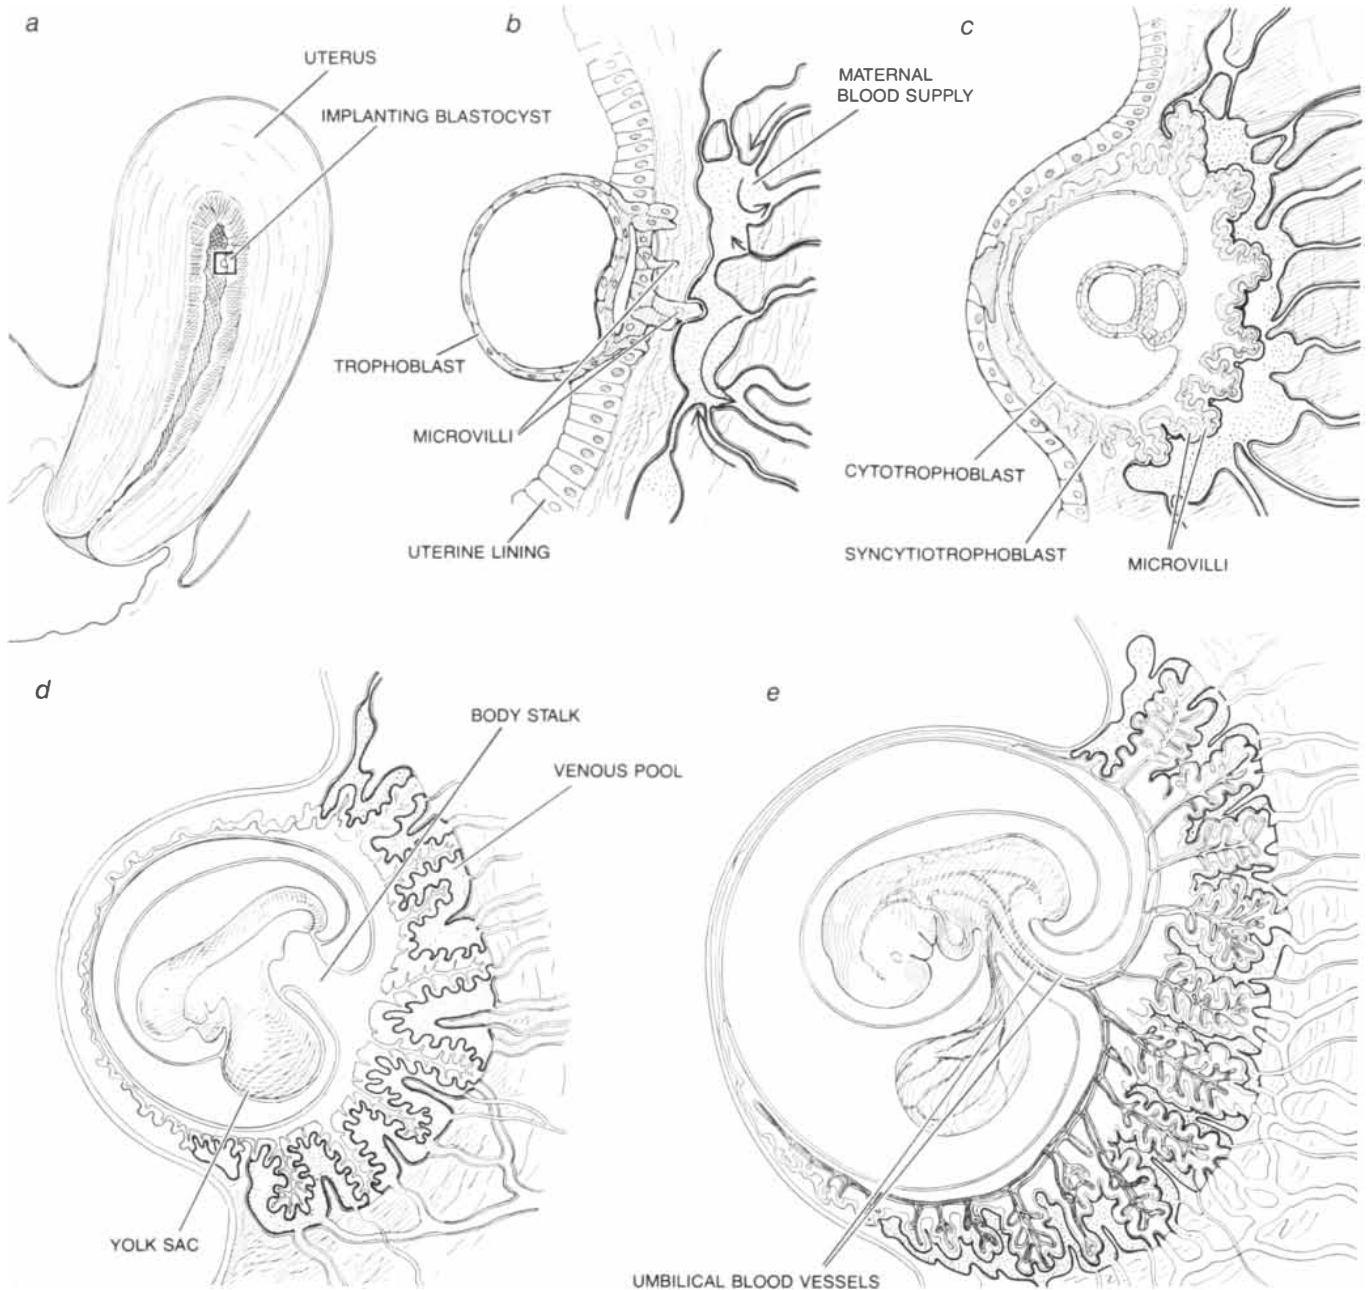 a
UTERUS
IMPLANTING BLASTOCYST
b
MATERNAL
BLOOD SUPPLY
TROPHOBLAST
MICROVILLI
UTERINE LINING
c
CYTOTROPHOBLAST
SYNCYTIOTROPHOBLAST
MICROVILLI
d
BODY STALK
VENOUS POOL
YOLK SAC
e
UMBILICAL BLOOD VESSELS